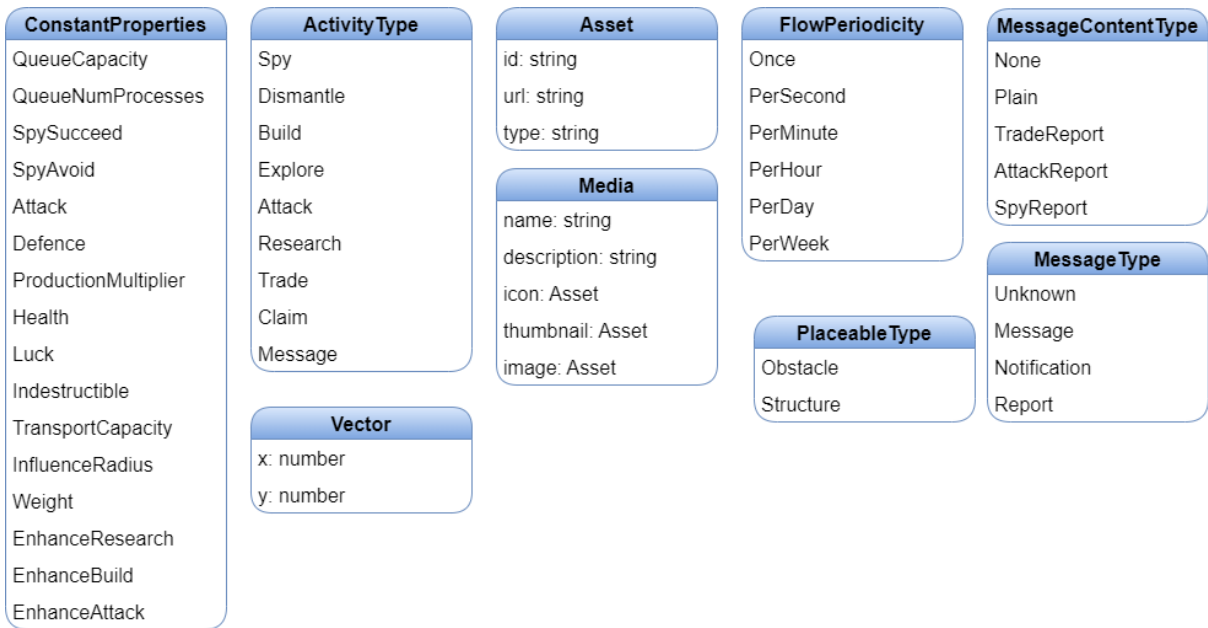 ConstantProperties
QueueCapacity
QueueNumProcesses
SpySucceed
SpyAvoid
Attack
Defence
ProductionMultiplier
Health
Luck
Indestructible
TransportCapacity
InfluenceRadius
Weight
EnhanceResearch
EnhanceBuild
EnhanceAttack
ActivityType
Spy
Dismantle
Build
Explore
Attack
Research
Trade
Claim
Message
Vector
x: number
y: number
Asset
id: string
url: string
type: string
Media
name: string
description: string
icon: Asset
thumbnail: Asset
image: Asset
FlowPeriodicity
Once
PerSecond
PerMinute
PerHour
PerDay
PerWeek
PlaceableType
Obstacle
Structure
MessageContentType
None
Plain
TradeReport
AttackReport
SpyReport
MessageType
Unknown
Message
Notification
Report